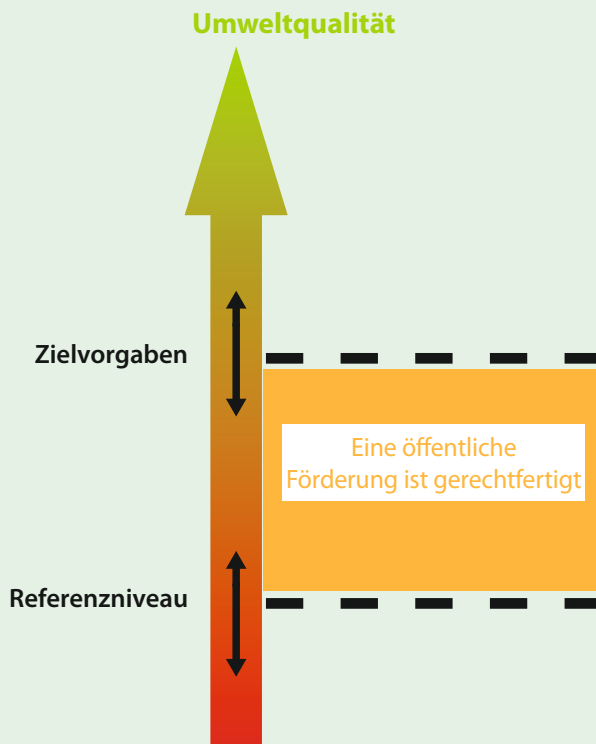 Umweltqualität
Zielvorgaben
Eine öffentliche
Förderung ist gerechtfertigt
Referenzniveau